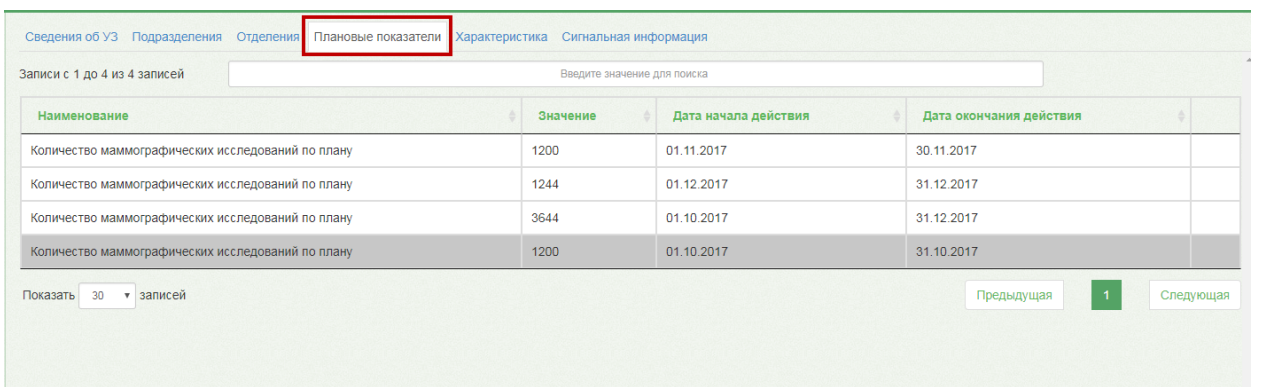 Сведения об УЗ Подразделения Отделения Плановые показатели Характеристика Сигнальная информация
Записи с 1 до 4 из 4 записей Введите значение для поиска
Наименование Значение Дата начала действия Дата окончания действия
Количество маммографических исследований по плану 1200 01.11.2017 30.11.2017
Количество маммографических исследований по плану 1244 01.12.2017 31.12.2017
Количество маммографических исследований по плану 3644 01.10.2017 31.12.2017
Количество маммографических исследований по плану 1200 01.10.2017 31.10.2017
Показать 30 записей Предыдущая 1 Следующая